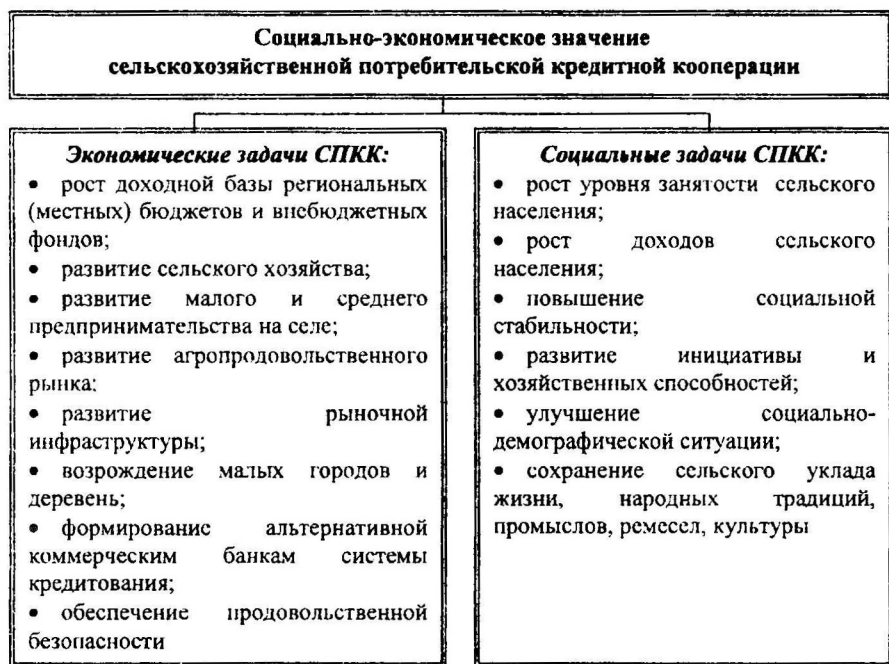 Социально-экономическое значение
сельскохозяйственной потребительской кредитной кооперации
Экономические задачи СПКК:
• рост доходной базы региональных
(местных) бюджетов и внебюджетных
фондов;
• развитие сельского хозяйства;
• развитие малого и среднего
предпринимательства на селе;
• развитие агропродовольственного
рынка;
• развитие рыночной
инфраструктуры;
• возрождение малых городов и
деревень;
• формирование альтернативной
коммерческим банкам системы
кредитования;
• обеспечение продовольственной
безопасности
Социальные задачи СПКК:
• рост уровня занятости сельского
населения;
• рост доходов сельского
населения;
• повышение социальной
стабильности;
• развитие инициативы и
хозяйственных способностей;
• улучшение социально-
демографической ситуации;
• сохранение сельского уклада
жизни, народных традиций,
промыслов, ремесел, культуры